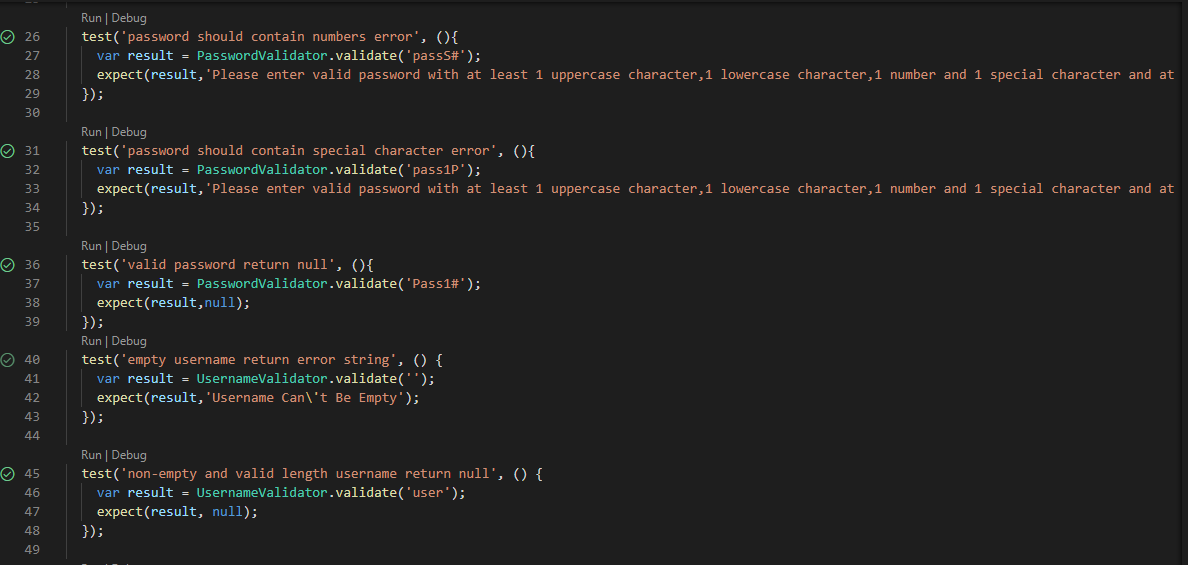 Run | Debug
26 test('password should contain numbers error', (){
27 var result = PasswordValidator.validate('passS#');
28 expect(result,'Please enter valid password with at least 1 uppercase character,1 lowercase character,1 number and 1 special character and at
29 });
30
Run | Debug
31 test('password should contain special character error', (){
32 var result = PasswordValidator.validate('pass1P');
33 expect(result,'Please enter valid password with at least 1 uppercase character,1 lowercase character,1 number and 1 special character and at
34 });
35
Run | Debug
36 test('valid password return null', (){
37 var result = PasswordValidator.validate('Pass1#');
38 expect(result,null);
39 });
Run | Debug
40 test('empty username return error string', () {
41 var result = UsernameValidator.validate('');
42 expect(result,'Username Can\'t Be Empty');
43 });
44
Run | Debug
45 test('non-empty and valid length username return null', () {
46 var result = UsernameValidator.validate('user');
47 expect(result, null);
48 });
49